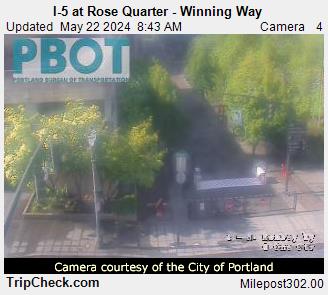 I-5 at Rose Quarter - Winning Way
Updated May 22 2024 8:43 AM Camera 4
PBOT
PORTLAND BUREAU OF TRANSPORTATION
Camera courtesy of the City of Portland
TripCheck.com Milepost302.00